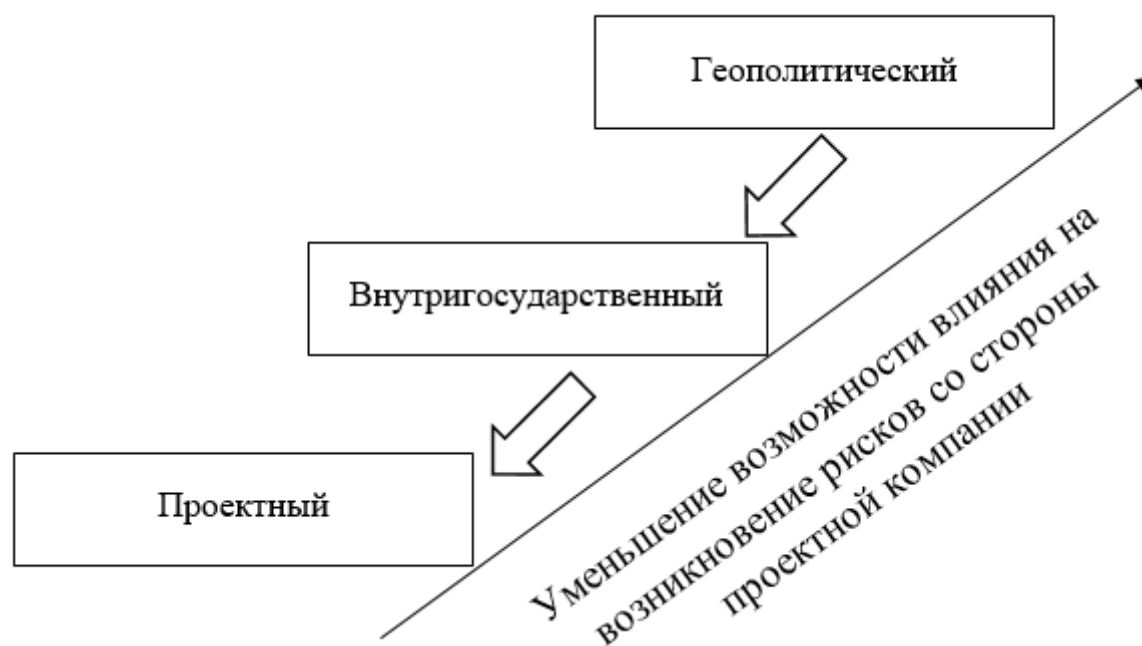 Геополитический
Внутригосударственный
Проектный
Уменьшение возможности влияния на
возникновение рисков со стороны
проектной компании